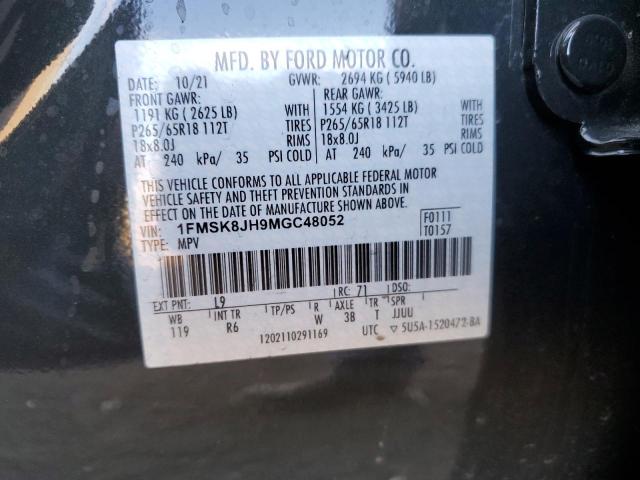 MFD. BY FORD MOTOR CO.
DATE: 10/21 GVWR: 2694 KG ( 5940 LB)
FRONT GAWR: REAR GAWR:
1191 KG ( 2625 LB) 1554 KG ( 3425 LB)
P265/65R18 112T TIRES P265/65R18 112T TIRES
18x8.0J RIMS 18x8.0J RIMS
AT 240 kPa/ 35 PSI COLD AT 240 kPa/ 35 PSI COLD
THIS VEHICLE CONFORMS TO ALL APPLICABLE FEDERAL MOTOR
VEHICLE SAFETY AND THEFT PREVENTION STANDARDS IN
EFFECT ON THE DATE OF MANUFACTURE SHOWN ABOVE.
VIN: 1FMSK8JH9MGC48052 F0111
TYPE: MPV T0157
EXT PNT: L9 RC: 71 DSO:
WB INT TR TP/PS R AXLE TR SPR
119 R6 W 3B T JJUU
1202110291169 UTC ▽ 5U5A-1520472-BA